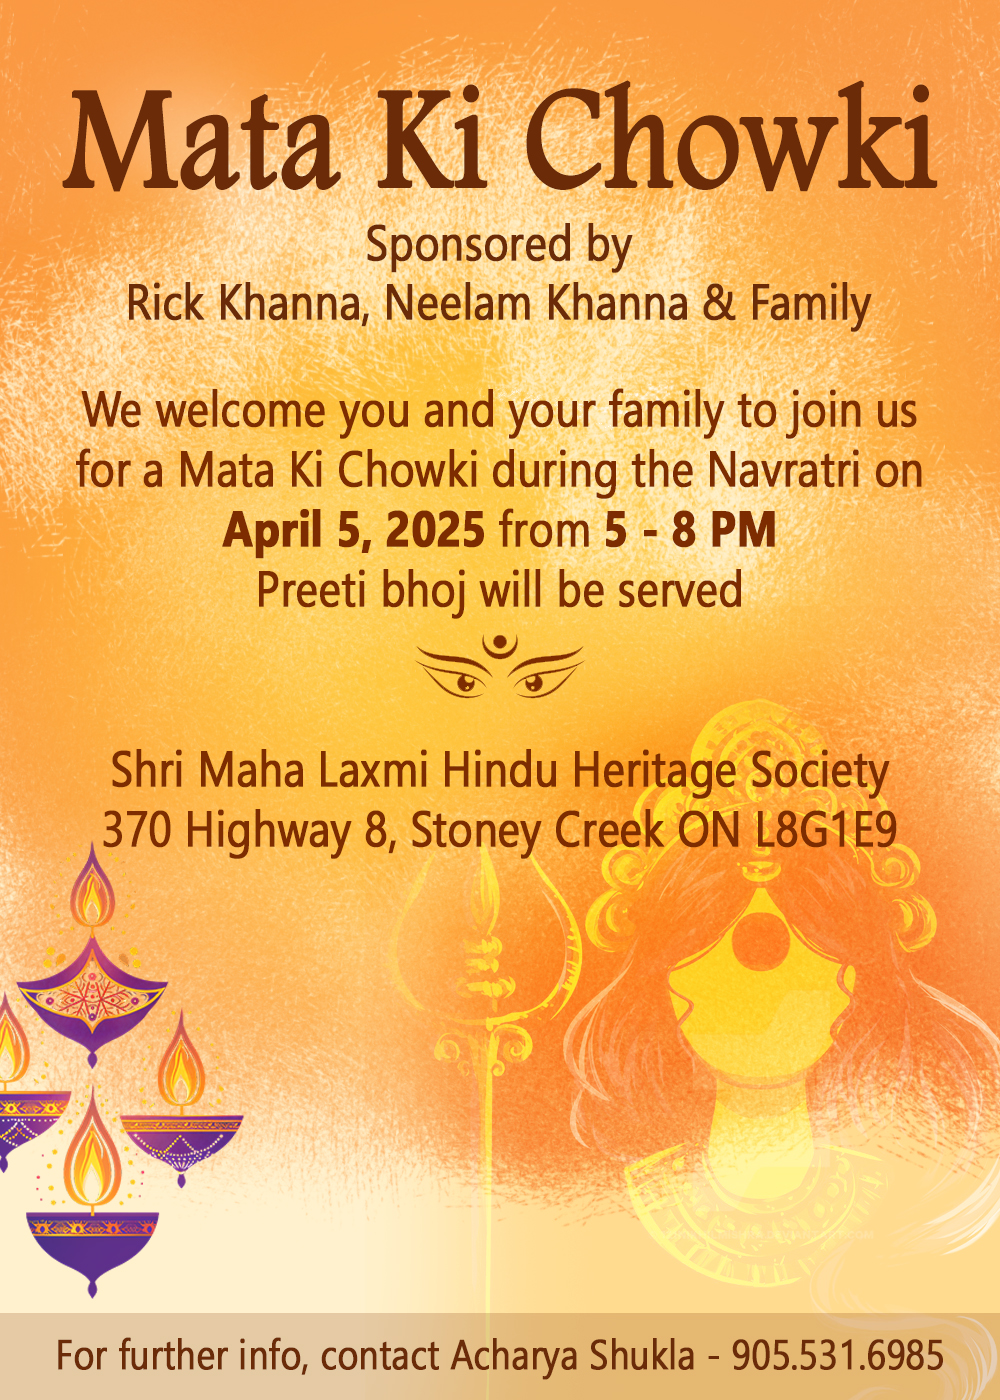 Mata Ki Chowki
Sponsored by
Rick Khanna, Neelam Khanna & Family
We welcome you and your family to join us
for a Mata Ki Chowki during the Navratri on
April 5, 2025 from 5 - 8 PM
Preeti bhoj will be served
Shri Maha Laxmi Hindu Heritage Society
370 Highway 8, Stoney Creek ON L8G1E9
For further info, contact Acharya Shukla - 905.531.6985